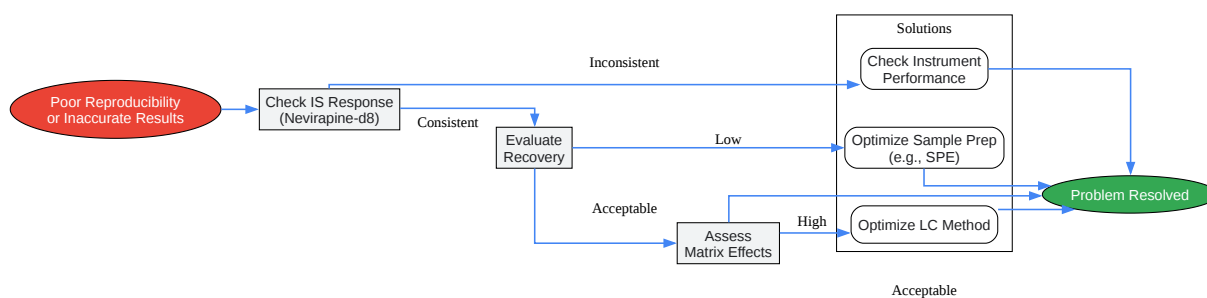 Solutions
Inconsistent
Check Instrument
Performance
Poor Reproducibility
or Inaccurate Results
Check IS Response
(Nevirapine-d8)
Consistent
Evaluate
Recovery
Low
Optimize Sample Prep
(e.g., SPE)
Problem Resolved
Acceptable
Assess
Matrix Effects
High
Optimize LC Method
Acceptable